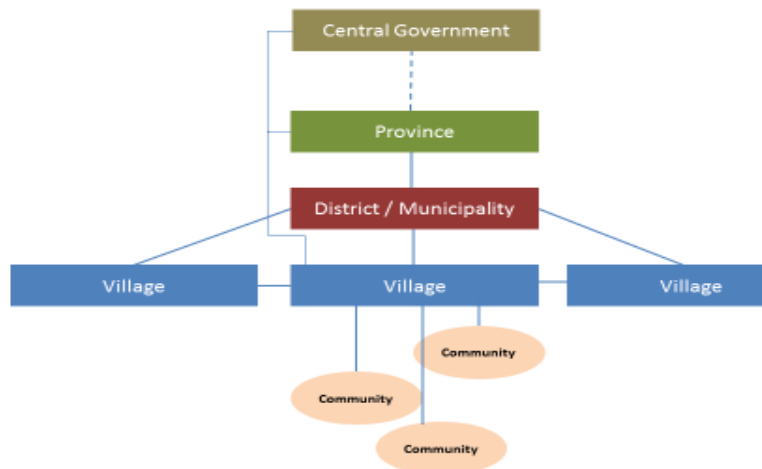 Central Government
Province
District / Municipality
Village
Village
Village
Community
Community
Community